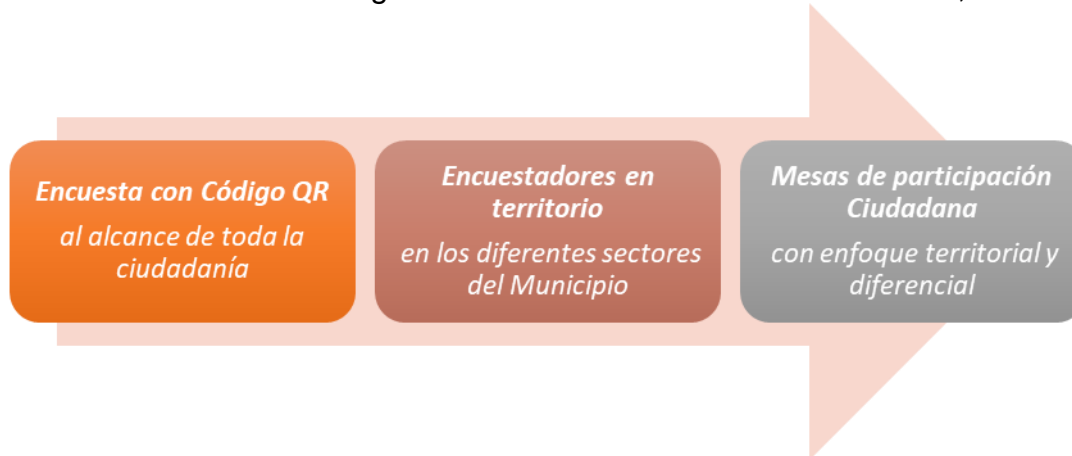 Encuesta con Código QR
al alcance de toda la
ciudadanía
Encuestadores en
territorio
en los diferentes sectores
del Municipio
Mesas de participación
Ciudadana
con enfoque territorial y
diferencial